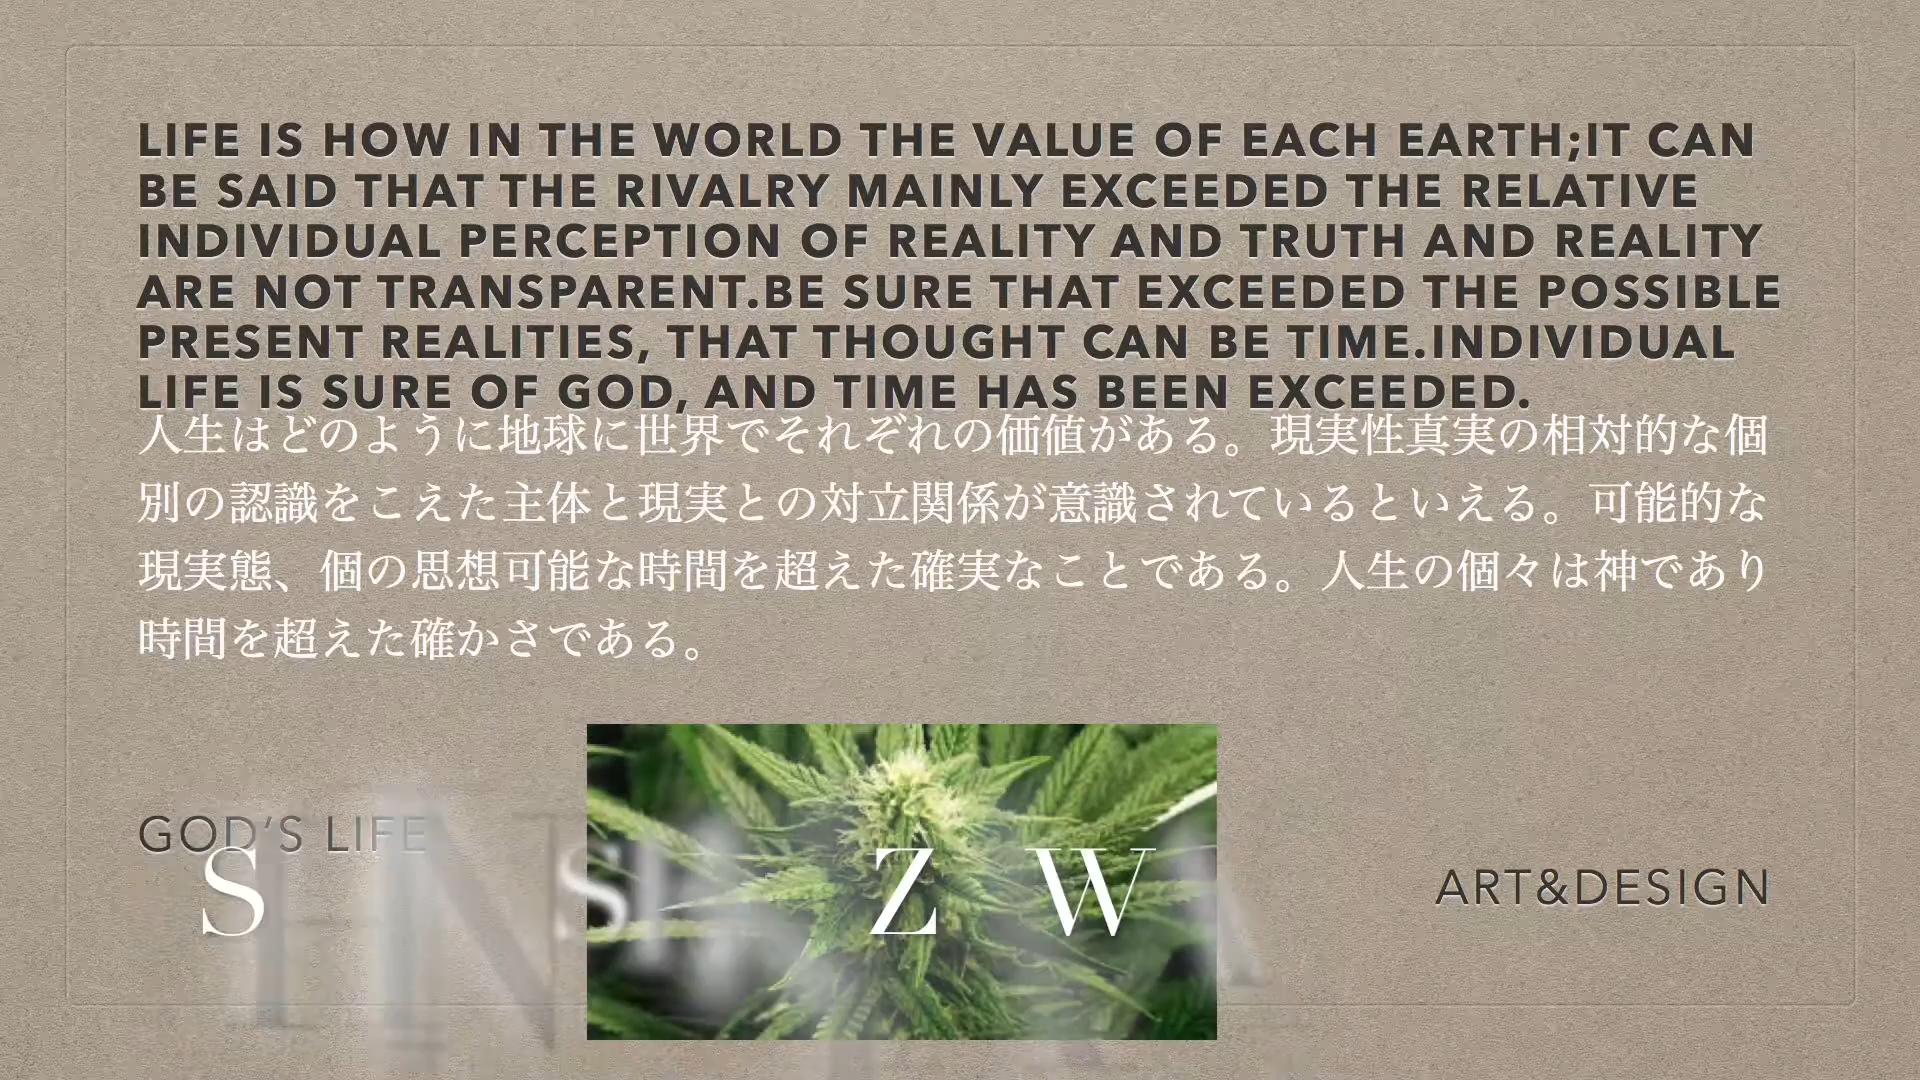 LIFE IS HOW IN THE WORLD THE VALUE OF EACH EARTH;IT CAN
BE SAID THAT THE RIVALRY MAINLY EXCEEDED THE RELATIVE
INDIVIDUAL PERCEPTION OF REALITY AND TRUTH AND REALITY
ARE NOT TRANSPARENT.BE SURE THAT EXCEEDED THE POSSIBLE
PRESENT REALITIES, THAT THOUGHT CAN BE TIME.INDIVIDUAL
LIFE IS SURE OF GOD, AND TIME HAS BEEN EXCEEDED.
人生はどのように地球に世界でそれぞれの価値がある。現実性真実の相対的な個
別の認識をこえた主体と現実との対立関係が意識されているといえる。可能的な
現実態、個の思想可能な時間を超えた確実なことである。人生の個々は神であり
時間を超えた確かさである。
GOD'S LIFE
S Z W
ART&DESIGN